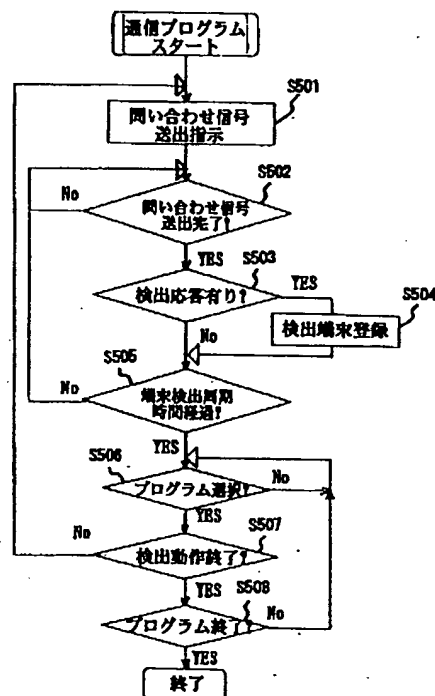 通信プログラム
スタート
S501
問い合わせ信号
送出指示
S502
No
問い合わせ信号
送出完了?
YES
S503
YES
検出応答有り?
S504
検出端末登録
No
S505
No
端末検出周期
時間経過?
YES
S506
プログラム選択?
No
YES
S507
No
検出動作終了?
YES
S508
プログラム終了?
No
YES
終了